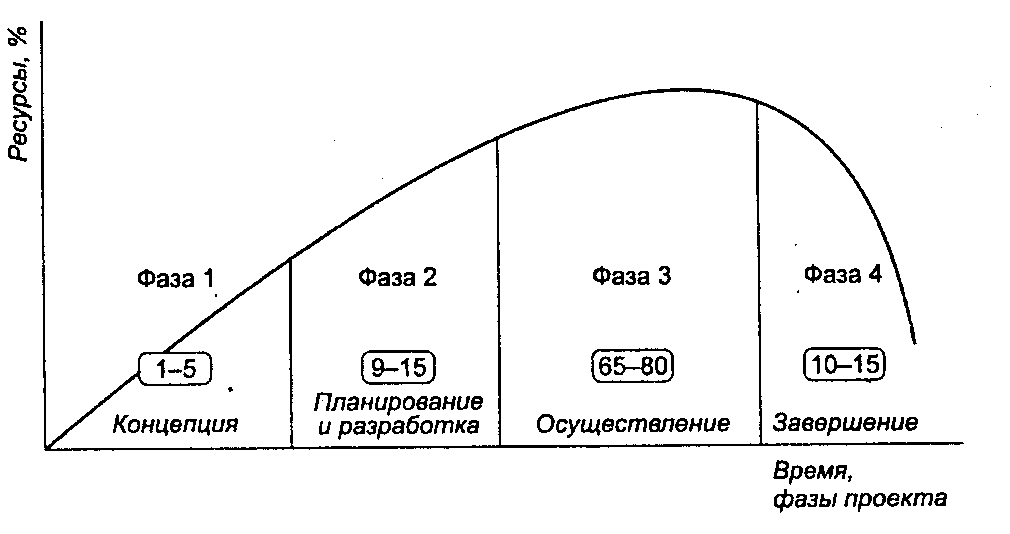 Ресурсы, %
Фаза 1
Фаза 2
Фаза 3
Фаза 4
1–5
9–15
65–80
10–15
Концепция
Планирование
и разработка
Осуществление
Завершение
Время,
фазы проекта